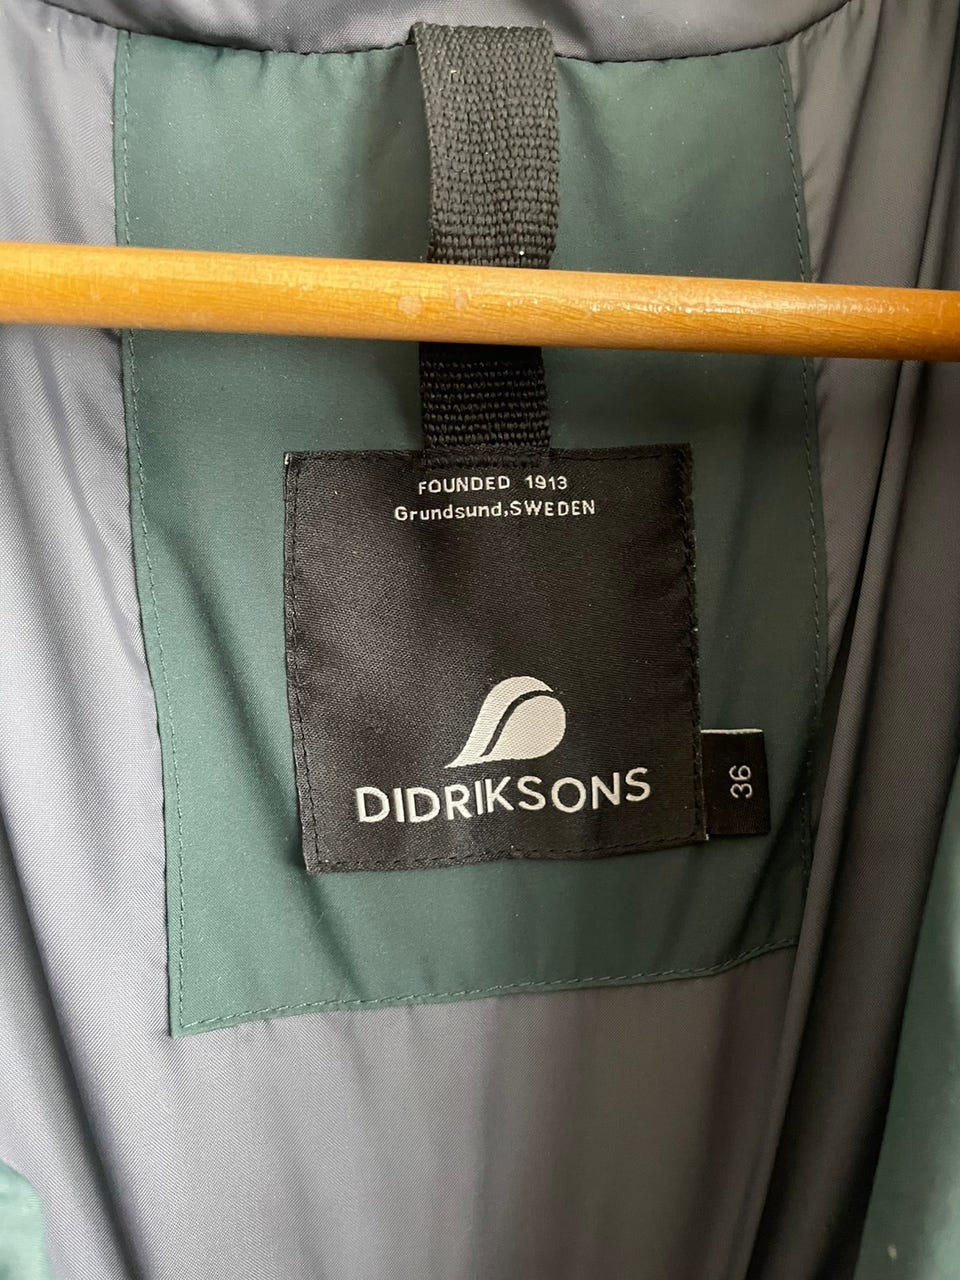 FOUNDED 1913
Grundsund,SWEDEN
DIDRIKSONS
36